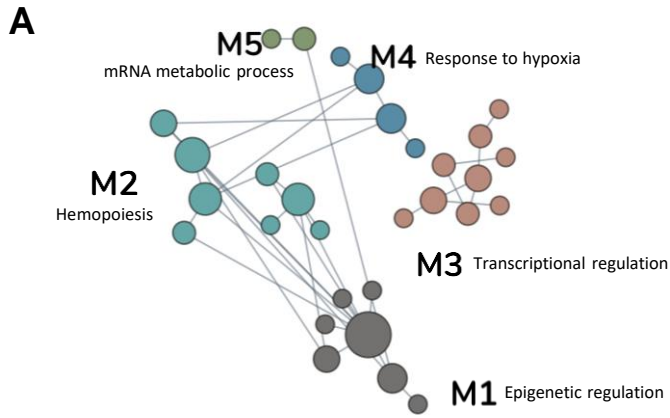 A
M5
mRNA metabolic process
M4 Response to hypoxia
M2
Hemopoiesis
M3 Transcriptional regulation
M1 Epigenetic regulation